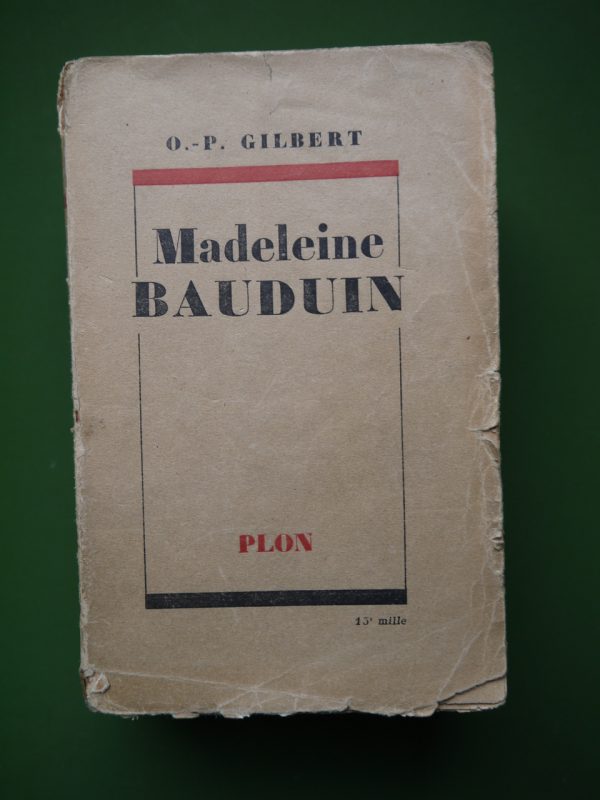 O.-P. GILBERT
Madeleine
BAUDUIN
PLON
15ᵉ mille